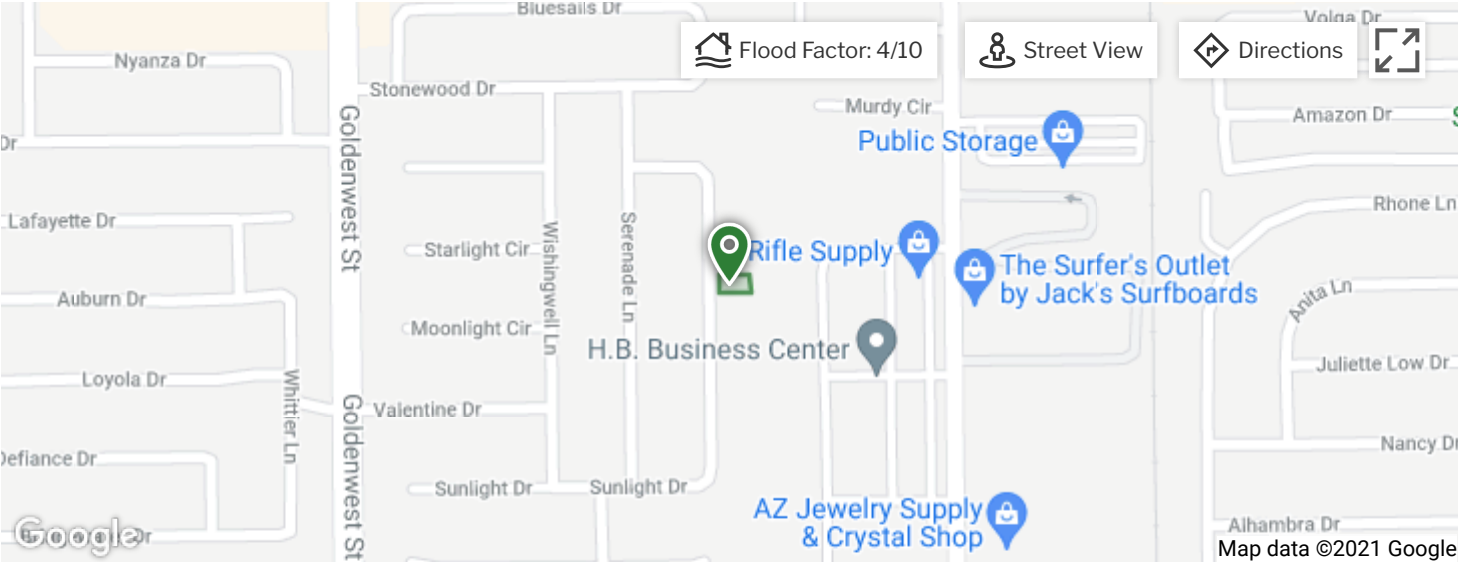 Bluesails Dr
Volga Dr
Flood Factor: 4/10
Street View
Directions
Nyanza Dr
Stonewood Dr
Murdy Cir
Amazon Dr
Public Storage
Dr
Goldenwest St
Lafayette Dr
Rhone Ln
Starlight Cir
Wishingwell Ln
Serenade Ln
Rifle Supply
The Surfer's Outlet
by Jack's Surfboards
Auburn Dr
Anita Ln
Moonlight Cir
H.B. Business Center
Loyola Dr
Juliette Low Dr
Whittier Ln
Valentine Dr
Goldenwest St
Nancy Dr
Defiance Dr
Sunlight Dr
Sunlight Dr
AZ Jewelry Supply
& Crystal Shop
Alhambra Dr
Google
Dr
Map data ©2021 Google